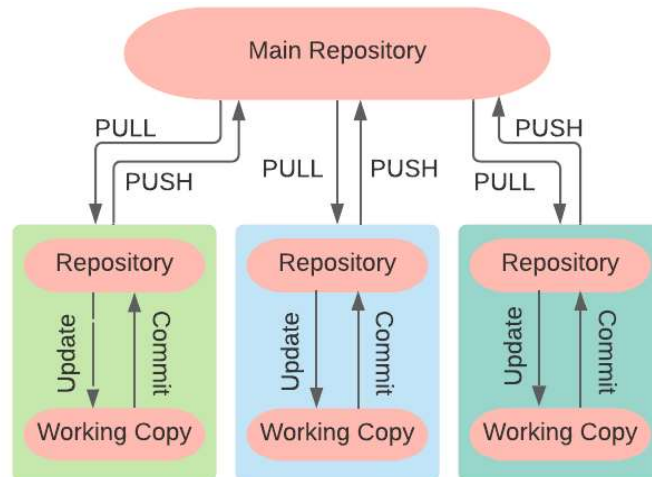 Main Repository
PULL
PUSH
PULL
PUSH
PUSH
PULL
Repository
Update
Commit
Working Copy
Repository
Update
Commit
Working Copy
Repository
Update
Commit
Working Copy